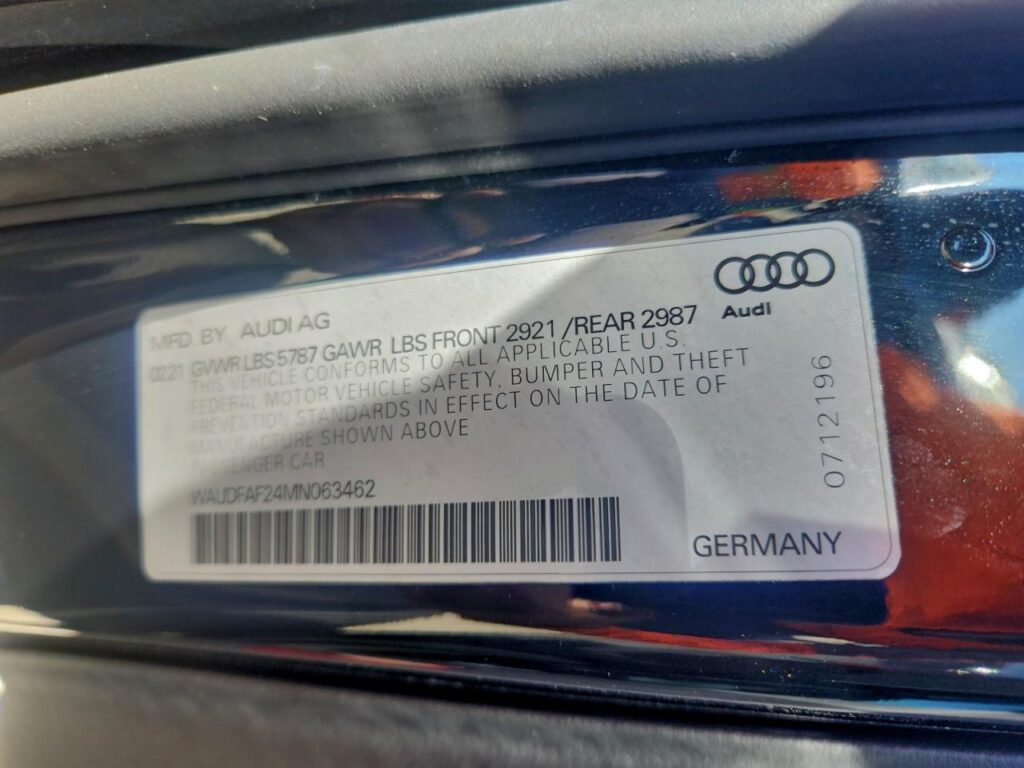 Audi
MFD BY AUDI AG
02.21 GVWR LBS 5787 GAWR LBS FRONT 2921 /REAR 2987
THIS VEHICLE CONFORMS TO ALL APPLICABLE U.S.
FEDERAL MOTOR VEHICLE SAFETY, BUMPER AND THEFT
PREVENTION STANDARDS IN EFFECT ON THE DATE OF
MANUFACTURE SHOWN ABOVE
PASSENGER CAR
WAUDFAF24MN063462
GERMANY
0712196